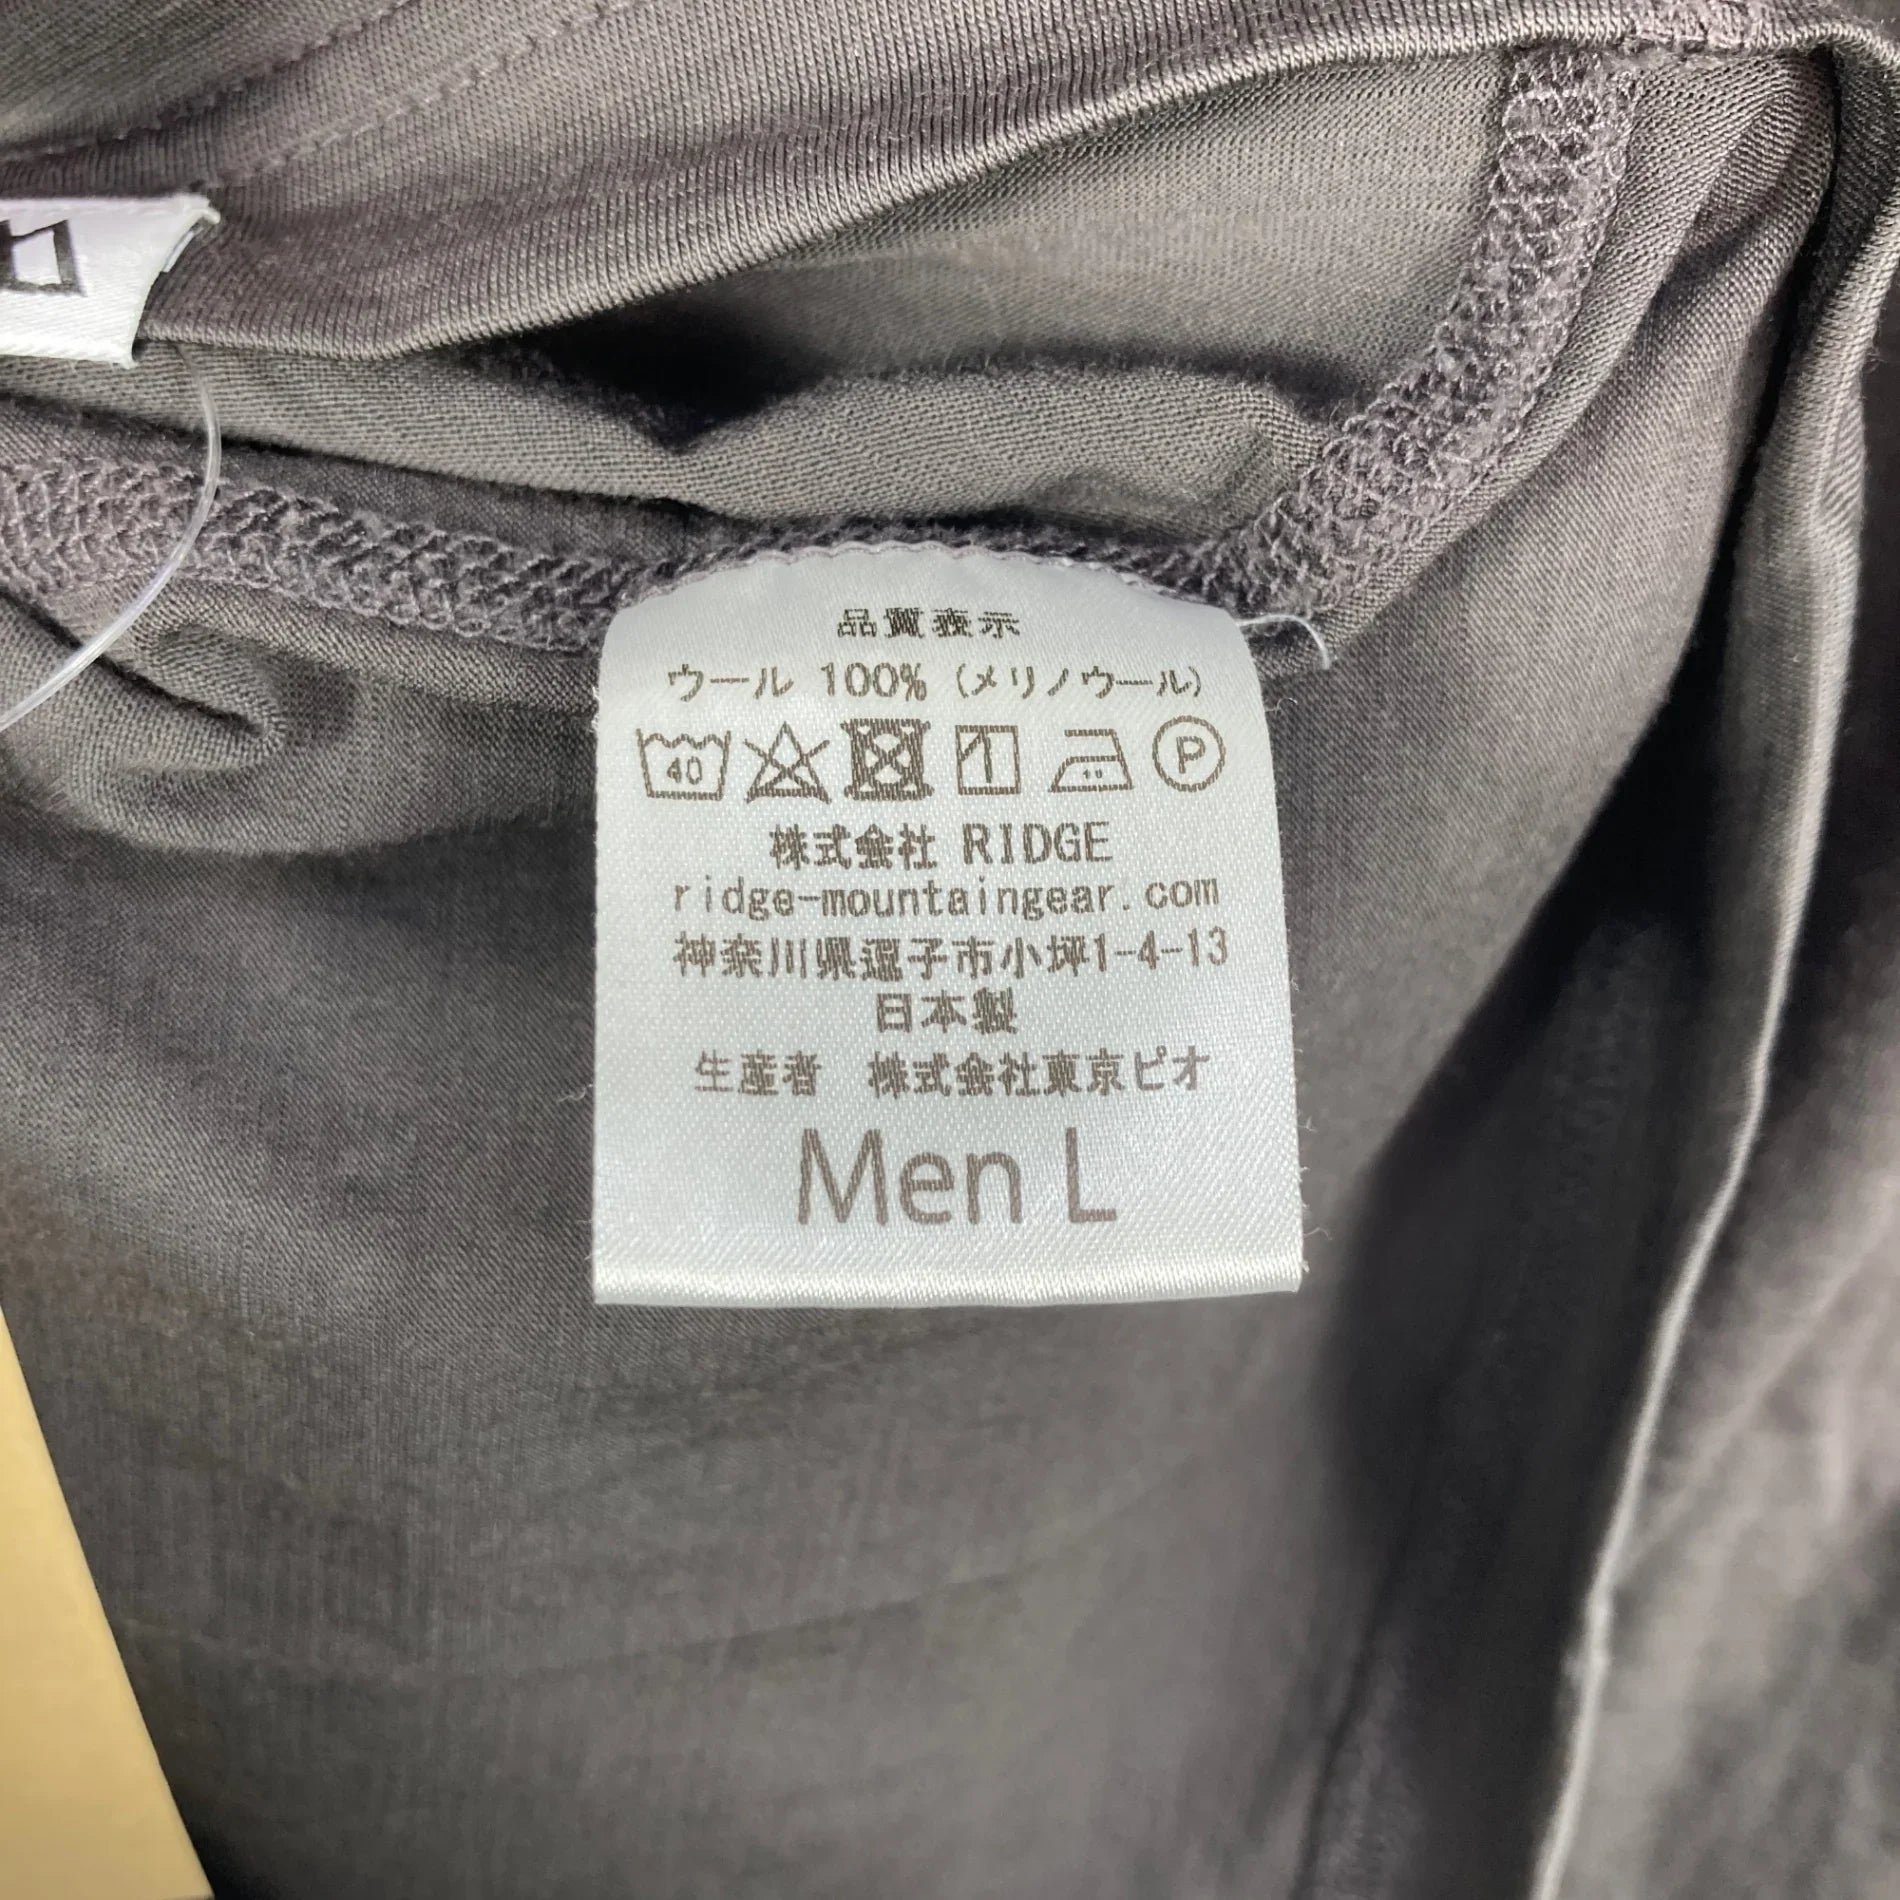 品質表示
ウール 100% (メリノウール)
40 P
株式会社 RIDGE
ridge-mountaingear.com
神奈川県逗子市小坪1-4-13
日本製
生産者 株式会社東京ピオ
Men L